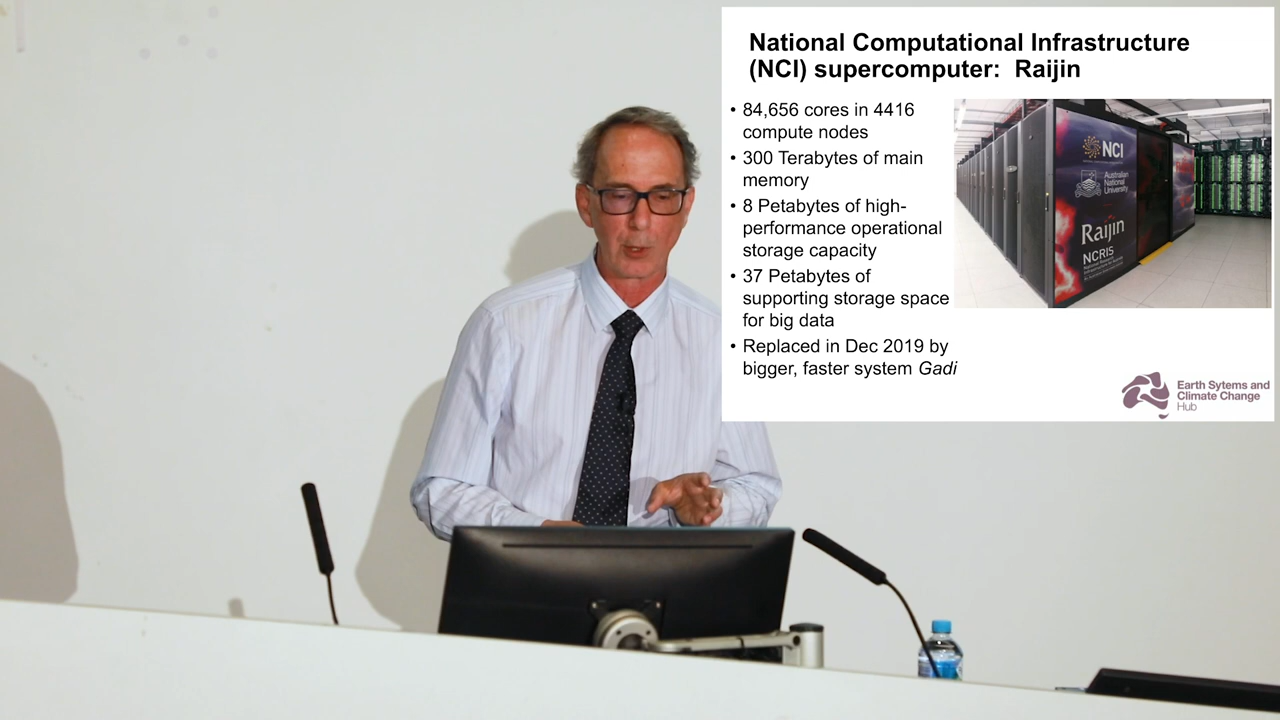 National Computational Infrastructure
(NCI) supercomputer: Raijin
• 84,656 cores in 4416
compute nodes
• 300 Terabytes of main
memory
• 8 Petabytes of high-
performance operational
storage capacity
• 37 Petabytes of
supporting storage space
for big data
• Replaced in Dec 2019 by
bigger, faster system Gadi
NCI
Australian
National
University
Raijin
NCRIS
Earth Sytems and
Climate Change
Hub